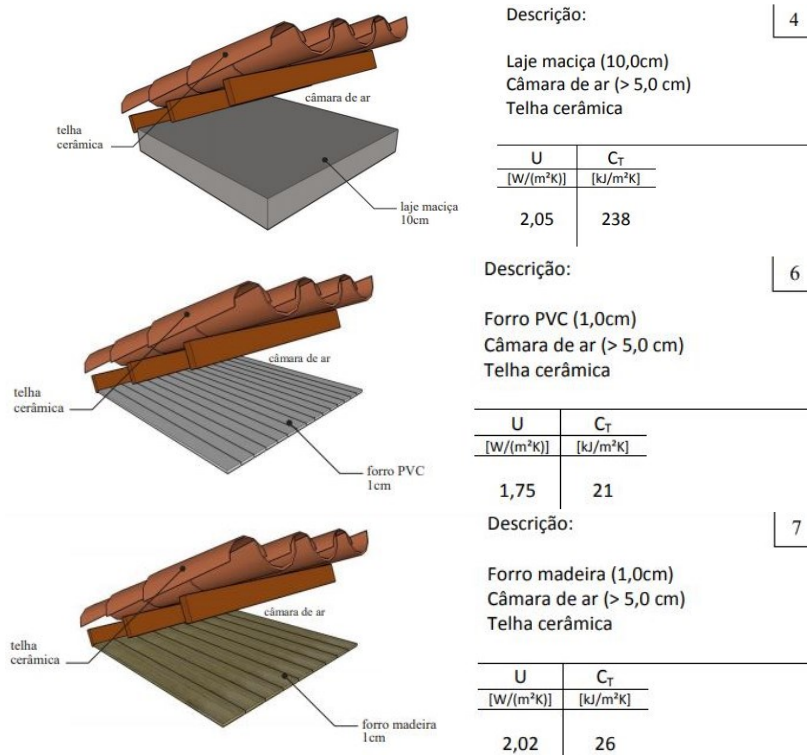 Descrição:
4
Laje maciça (10,0cm)
Câmara de ar (> 5,0 cm)
Telha cerâmica
câmara de ar
telha
cerâmica
laje maciça
10cm
U C_T
[W/(m²K)] [kJ/m²K]
2,05 238
Descrição:
6
Forro PVC (1,0cm)
Câmara de ar (> 5,0 cm)
Telha cerâmica
câmara de ar
telha
cerâmica
forro PVC
1cm
U C_T
[W/(m²K)] [kJ/m²K]
1,75 21
Descrição:
7
Forro madeira (1,0cm)
Câmara de ar (> 5,0 cm)
Telha cerâmica
câmara de ar
telha
cerâmica
forro madeira
1cm
U C_T
[W/(m²K)] [kJ/m²K]
2,02 26